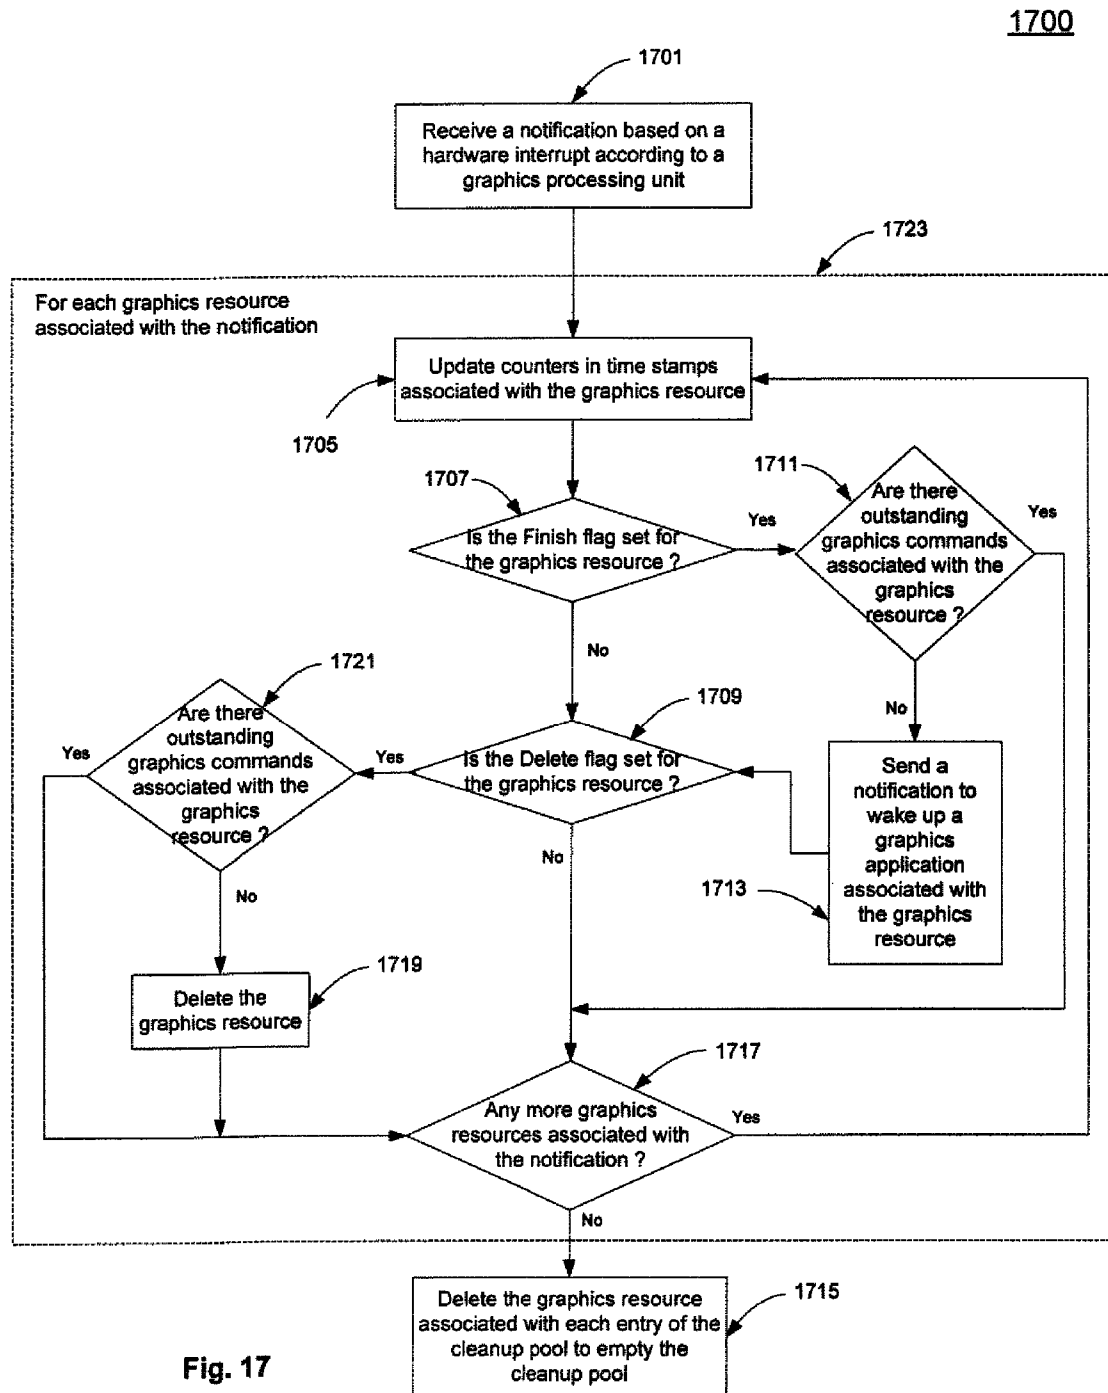 1700
1701
Receive a notification based on a
hardware interrupt according to a
graphics processing unit
1723
For each graphics resource
associated with the notification
Update counters in time stamps
associated with the graphics resource
1705
1707
Is the Finish flag set for
the graphics resource ?
Yes
1711
Are there
outstanding
graphics commands
associated with the
graphics
resource ?
Yes
No
No
1721
Are there
outstanding
graphics commands
associated with the
graphics
resource ?
Yes
Yes
1709
Is the Delete flag set for
the graphics resource ?
Send a
notification to
wake up a
graphics
application
associated with
the graphics
resource
1713
No
No
1719
Delete the
graphics resource
1717
Any more graphics
resources associated with
the notification ?
Yes
No
1715
Delete the graphics resource
associated with each entry of the
cleanup pool to empty the
cleanup pool
Fig. 17